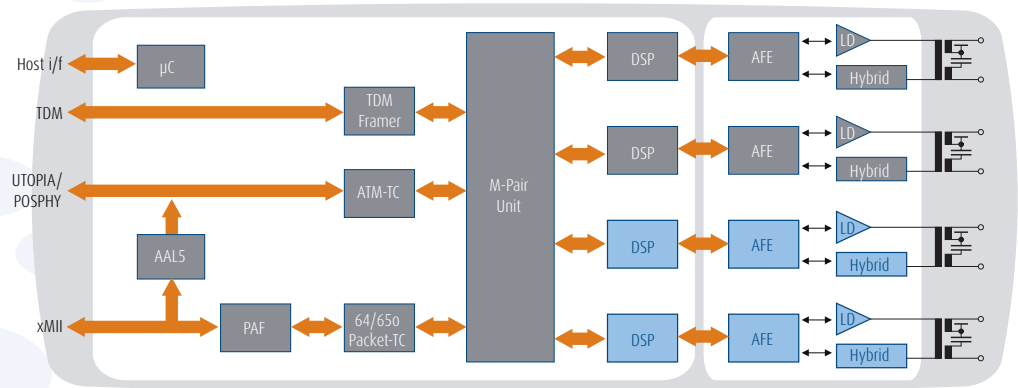 Host i/f
µC
TDM
TDM
Framer
UTOPIA/
POSPHY
ATM-TC
AAL5
xMII
PAF
64/65o
Packet-TC
M-Pair
Unit
DSP
AFE
LD
Hybrid
DSP
AFE
LD
Hybrid
DSP
AFE
LD
Hybrid
DSP
AFE
LD
Hybrid